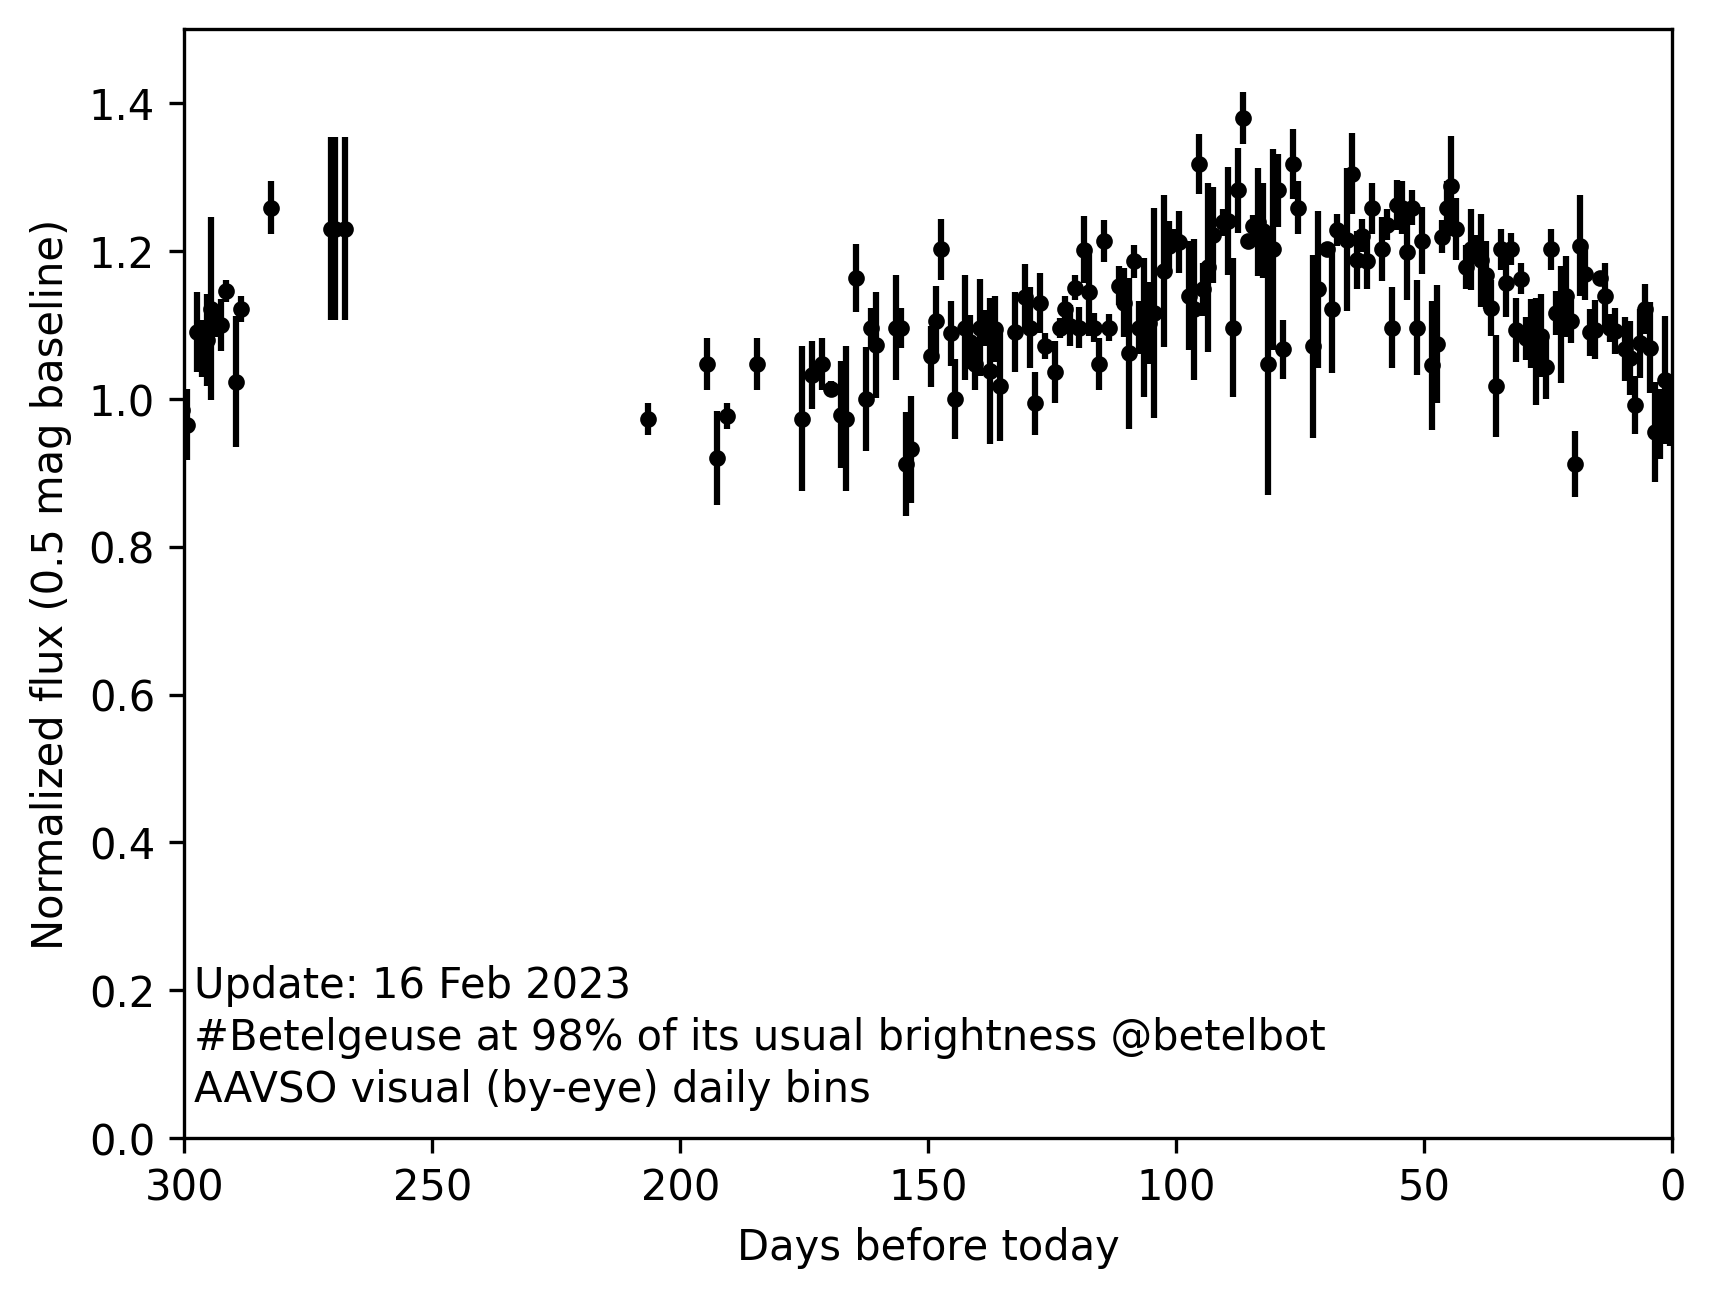 1.4
1.2
1.0
0.8
0.6
0.4
0.2
0.0
Normalized flux (0.5 mag baseline)
Update: 16 Feb 2023
#Betelgeuse at 98% of its usual brightness @betelbot
AAVSO visual (by-eye) daily bins
300 250 200 150 100 50 0
Days before today